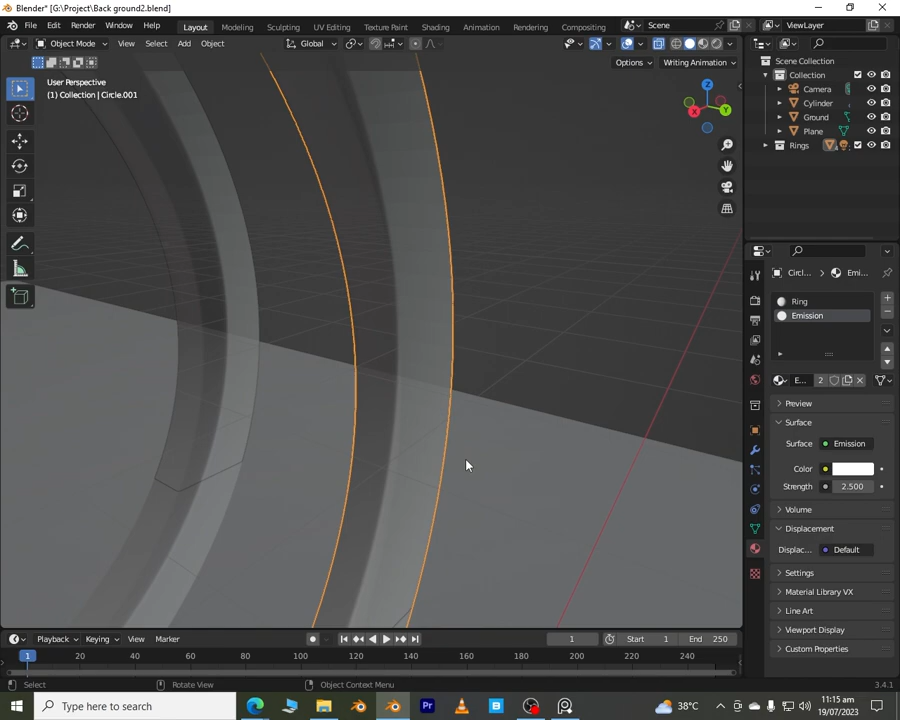 Blender* [G:\Project\Back ground2.blend]
File Edit Render Window Help Layout Modeling Sculpting UV Editing Texture Paint Shading Animation Rendering Compositing Scene ViewLayer
Object Mode View Select Add Object Global
Options Writing Animation
User Perspective
(1) Collection | Circle.001
Z
Y
X
Scene Collection
Collection
Camera
Cylinder
Ground
Plane
Rings
Circl... Emi...
Ring
Emission
E... 2
Preview
Surface
Surface Emission
Color
Strength 2.500
Volume
Displacement
Displac... Default
Settings
Material Library VX
Line Art
Viewport Display
Custom Properties
Playback Keying View Marker 1 Start 1 End 250
1 20 40 60 80 100 120 140 160 180 200 220 240
Select Rotate View Object Context Menu 3.4.1
Type here to search 38°C 11:15 am
19/07/2023